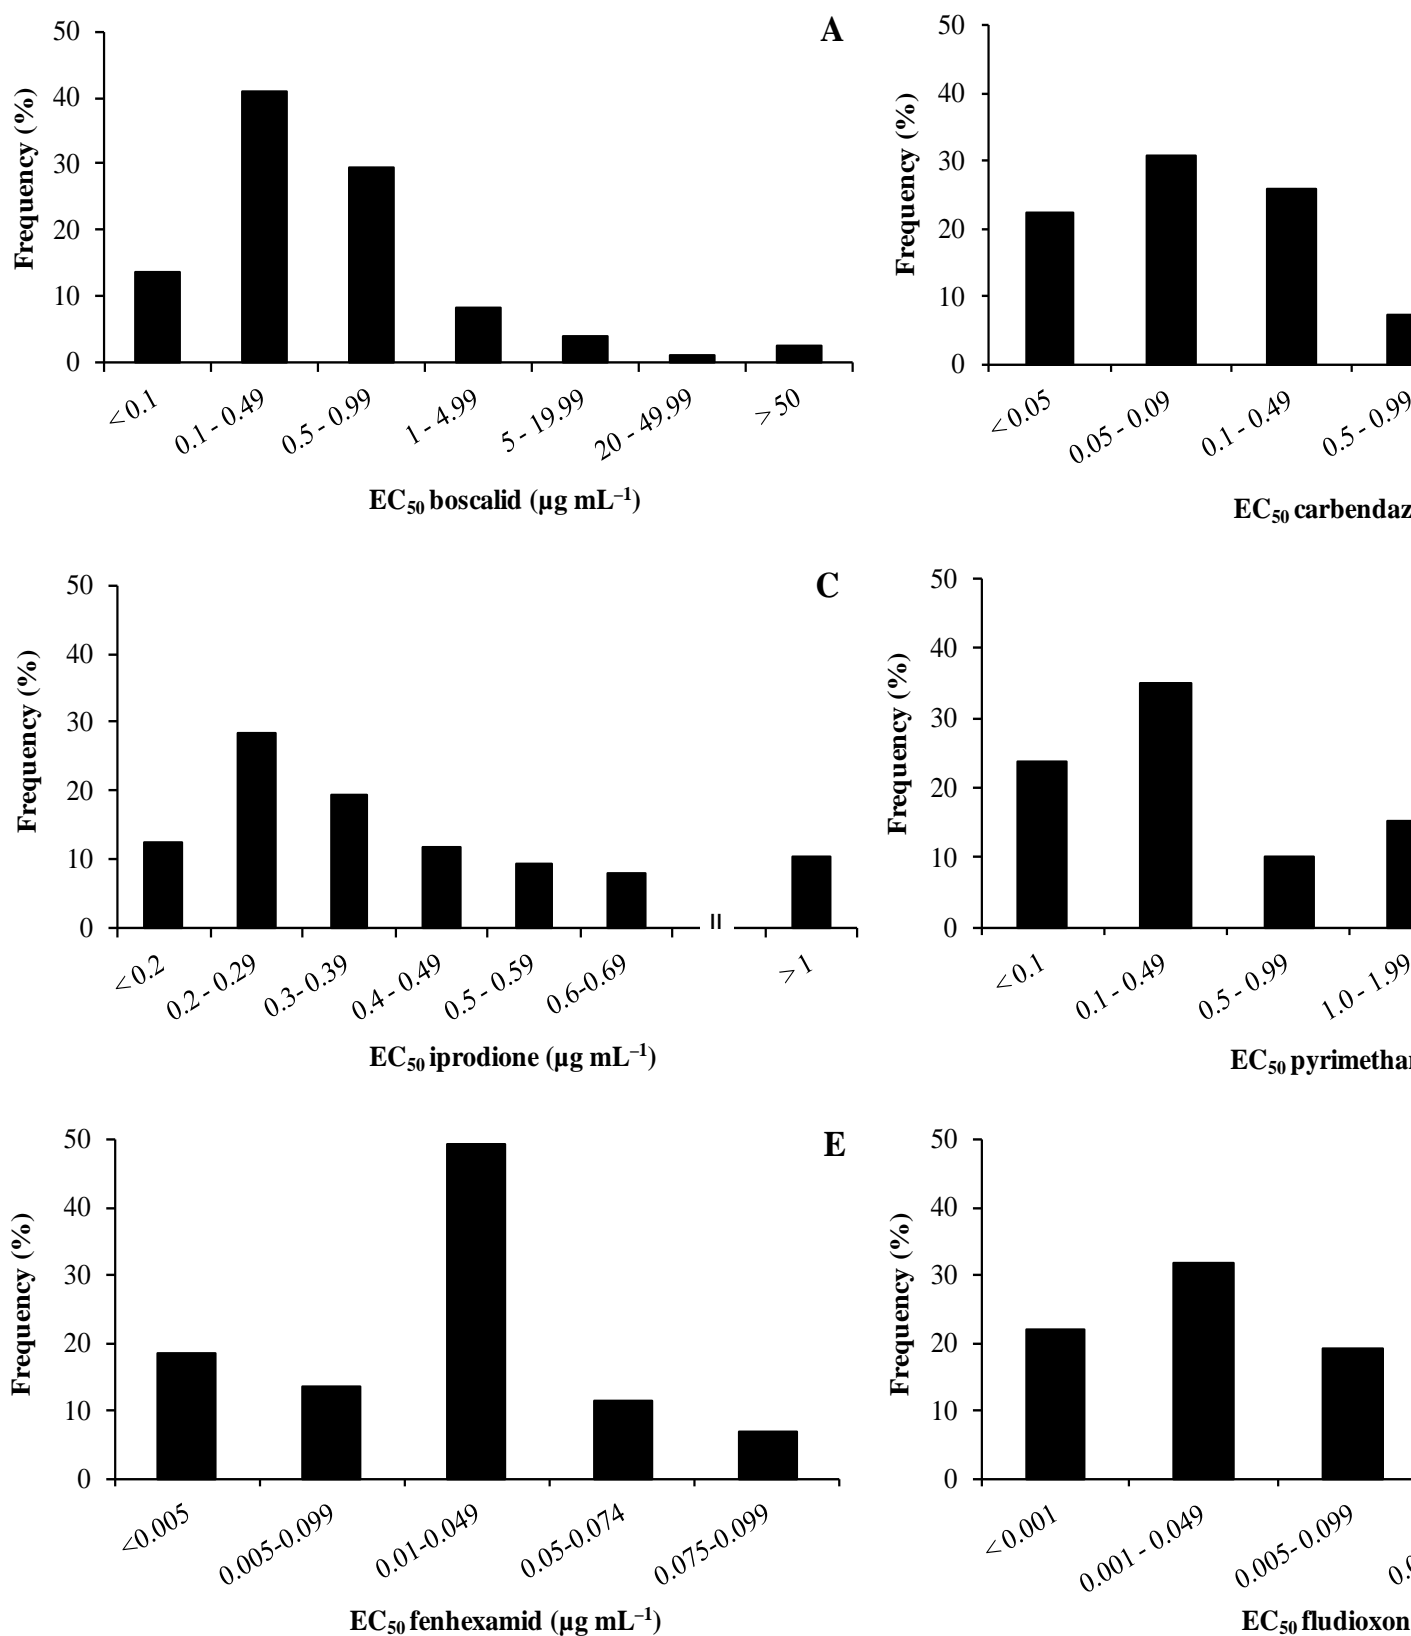 A
Frequency (%)
50
40
30
20
10
0
< 0.1
0.1 - 0.49
0.5 - 0.99
1 - 4.99
5 - 19.99
20 - 49.99
> 50
EC50 boscalid (µg mL–1)
Frequency (%)
50
40
30
20
10
0
< 0.05
0.05 - 0.09
0.1 - 0.49
0.5 - 0.99
EC50 carbendaz
C
Frequency (%)
50
40
30
20
10
0
< 0.2
0.2 - 0.29
0.3- 0.39
0.4 - 0.49
0.5 - 0.59
0.6-0.69
> 1
EC50 iprodione (µg mL–1)
Frequency (%)
50
40
30
20
10
0
< 0.1
0.1 - 0.49
0.5 - 0.99
1.0 - 1.99
EC50 pyrimetha
E
Frequency (%)
50
40
30
20
10
0
<0.005
0.005-0.099
0.01-0.049
0.05-0.074
0.075-0.099
EC50 fenhexamid (µg mL–1)
Frequency (%)
50
40
30
20
10
0
< 0.001
0.001 - 0.049
0.005-0.099
EC50 fludioxon